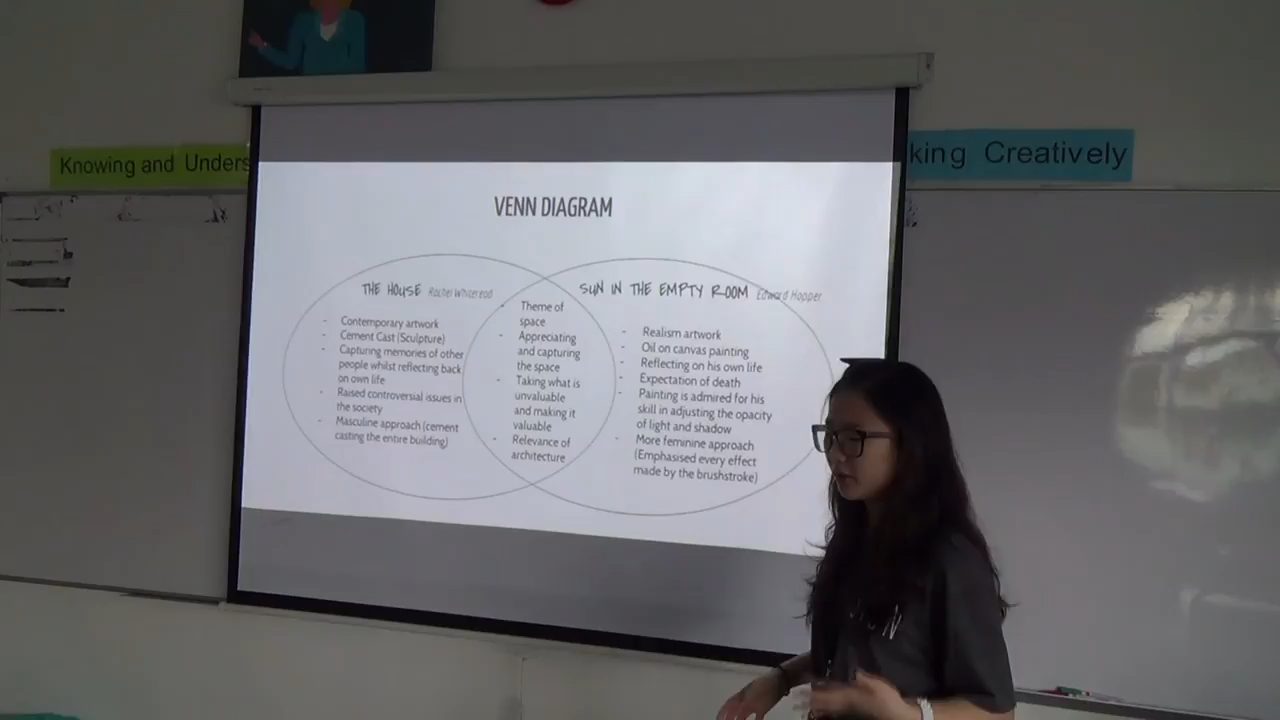 Knowing and Unders
king Creatively
VENN DIAGRAM
THE HOUSE Rachel Whiteread
- Contemporary artwork
- Cement Cast (Sculpture)
- Capturing memories of other
people whilst reflecting back
on own life
- Raised controversial issues in
the society
- Masculine approach (cement
casting the entire building)
- Theme of
space
- Appreciating
and capturing
the space
- Taking what is
unvaluable
and making it
valuable
- Relevance of
architecture
SUN IN THE EMPTY ROOM Edward Hopper
- Realism artwork
- Oil on canvas painting
- Reflecting on his own life
- Expectation of death
- Painting is admired for his
skill in adjusting the opacity
of light and shadow
- More feminine approach
(Emphasised every effect
made by the brushstroke)